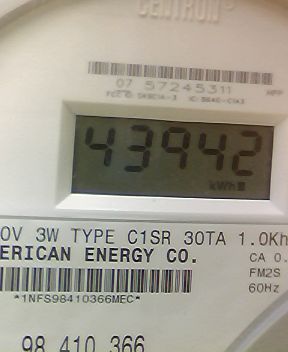 CENTRON®
07 57245311
43942
kWh
0V 3W TYPE C1SR 30TA 1.0Kh
ERICAN ENERGY CO.
CA 0.
FM2S
60Hz
*1NFS98410366MEC*
98 410 366